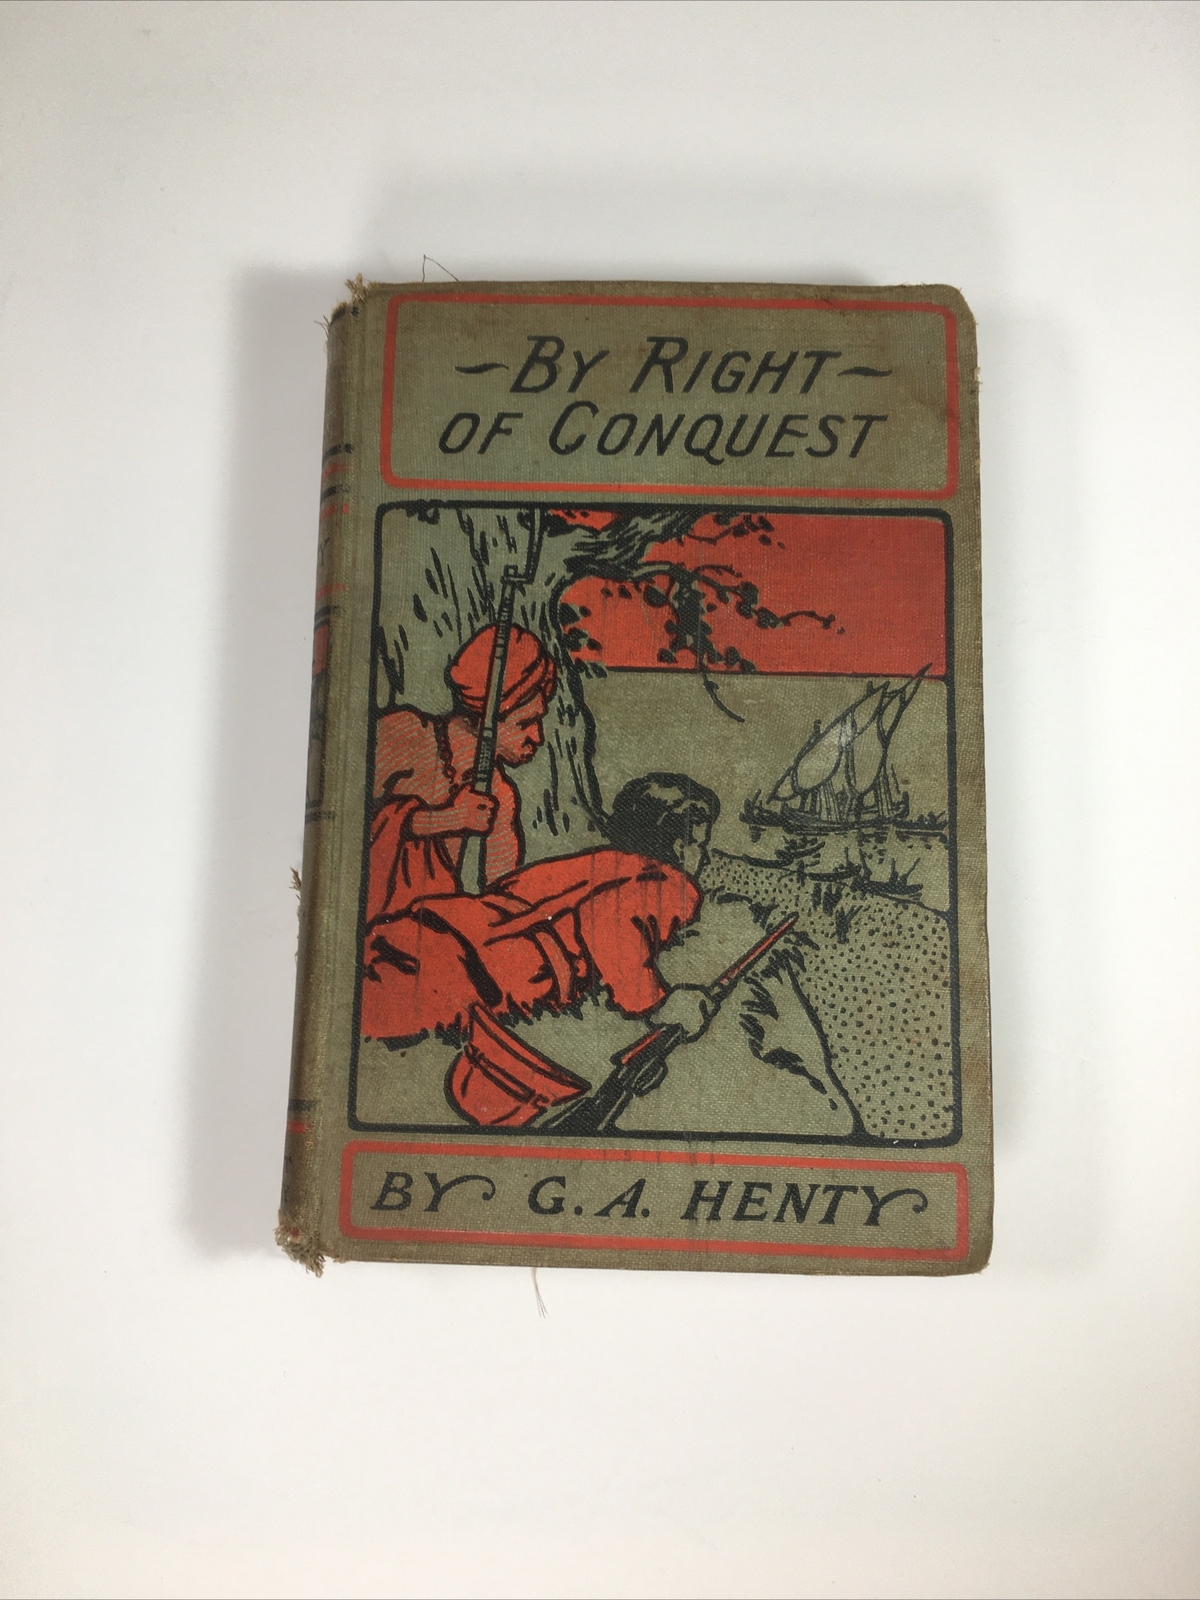 ~BY RIGHT~
OF CONQUEST
BY G. A. HENTY